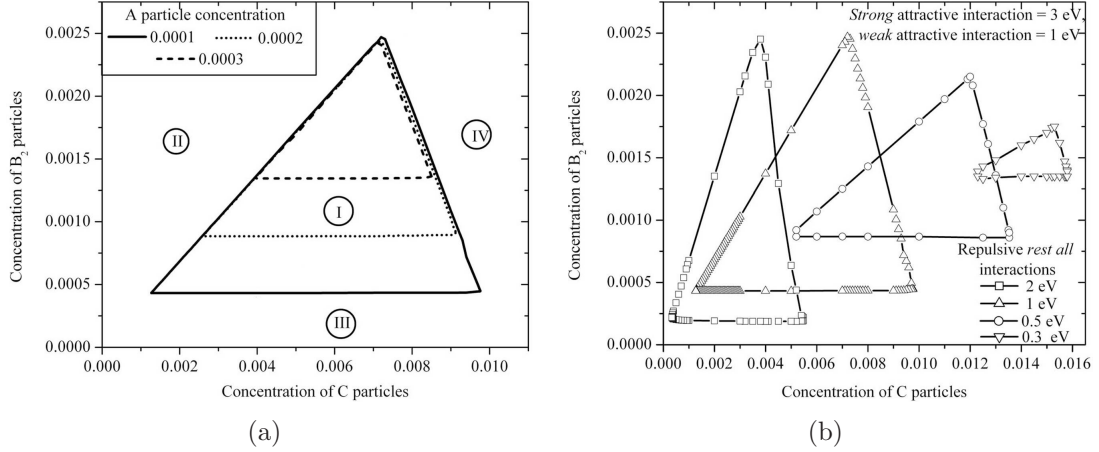 A particle concentration
0.0001 0.0002
0.0003
0.0025
0.0020
0.0015
0.0010
0.0005
0.0000
Concentration of B2 particles
II
IV
I
III
0.000 0.002 0.004 0.006 0.008 0.010
Concentration of C particles
(a)
Strong attractive interaction = 3 eV,
weak attractive interaction = 1 eV
0.0025
0.0020
0.0015
0.0010
0.0005
0.0000
Concentration of B2 particles
Repulsive rest all
interactions
2 eV
1 eV
0.5 eV
0.3 eV
0.000 0.002 0.004 0.006 0.008 0.010 0.012 0.014 0.016
Concentration of C particles
(b)